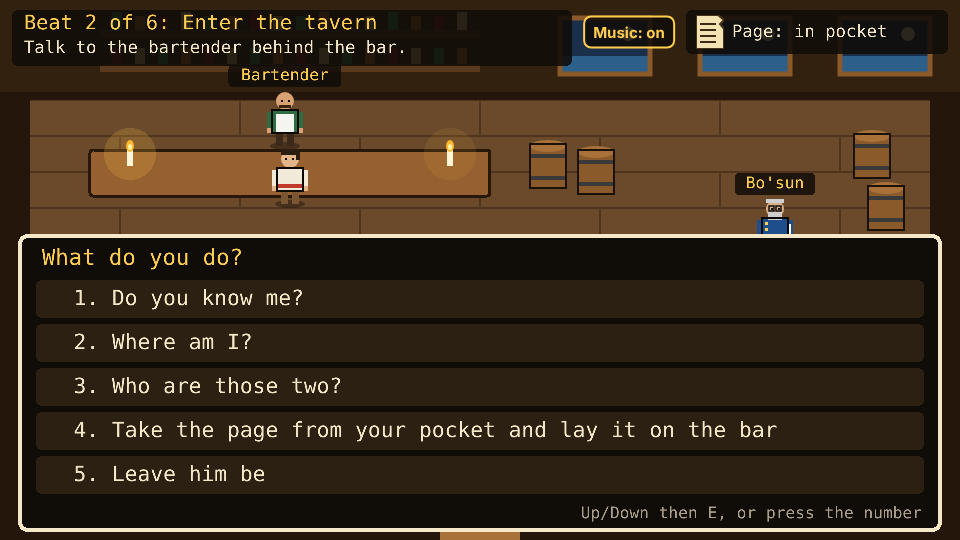 Beat 2 of 6: Enter the tavern
Talk to the bartender behind the bar.
Music: on
Page: in pocket
Bartender
Bo'sun
What do you do?
1. Do you know me?
2. Where am I?
3. Who are those two?
4. Take the page from your pocket and lay it on the bar
5. Leave him be
Up/Down then E, or press the number